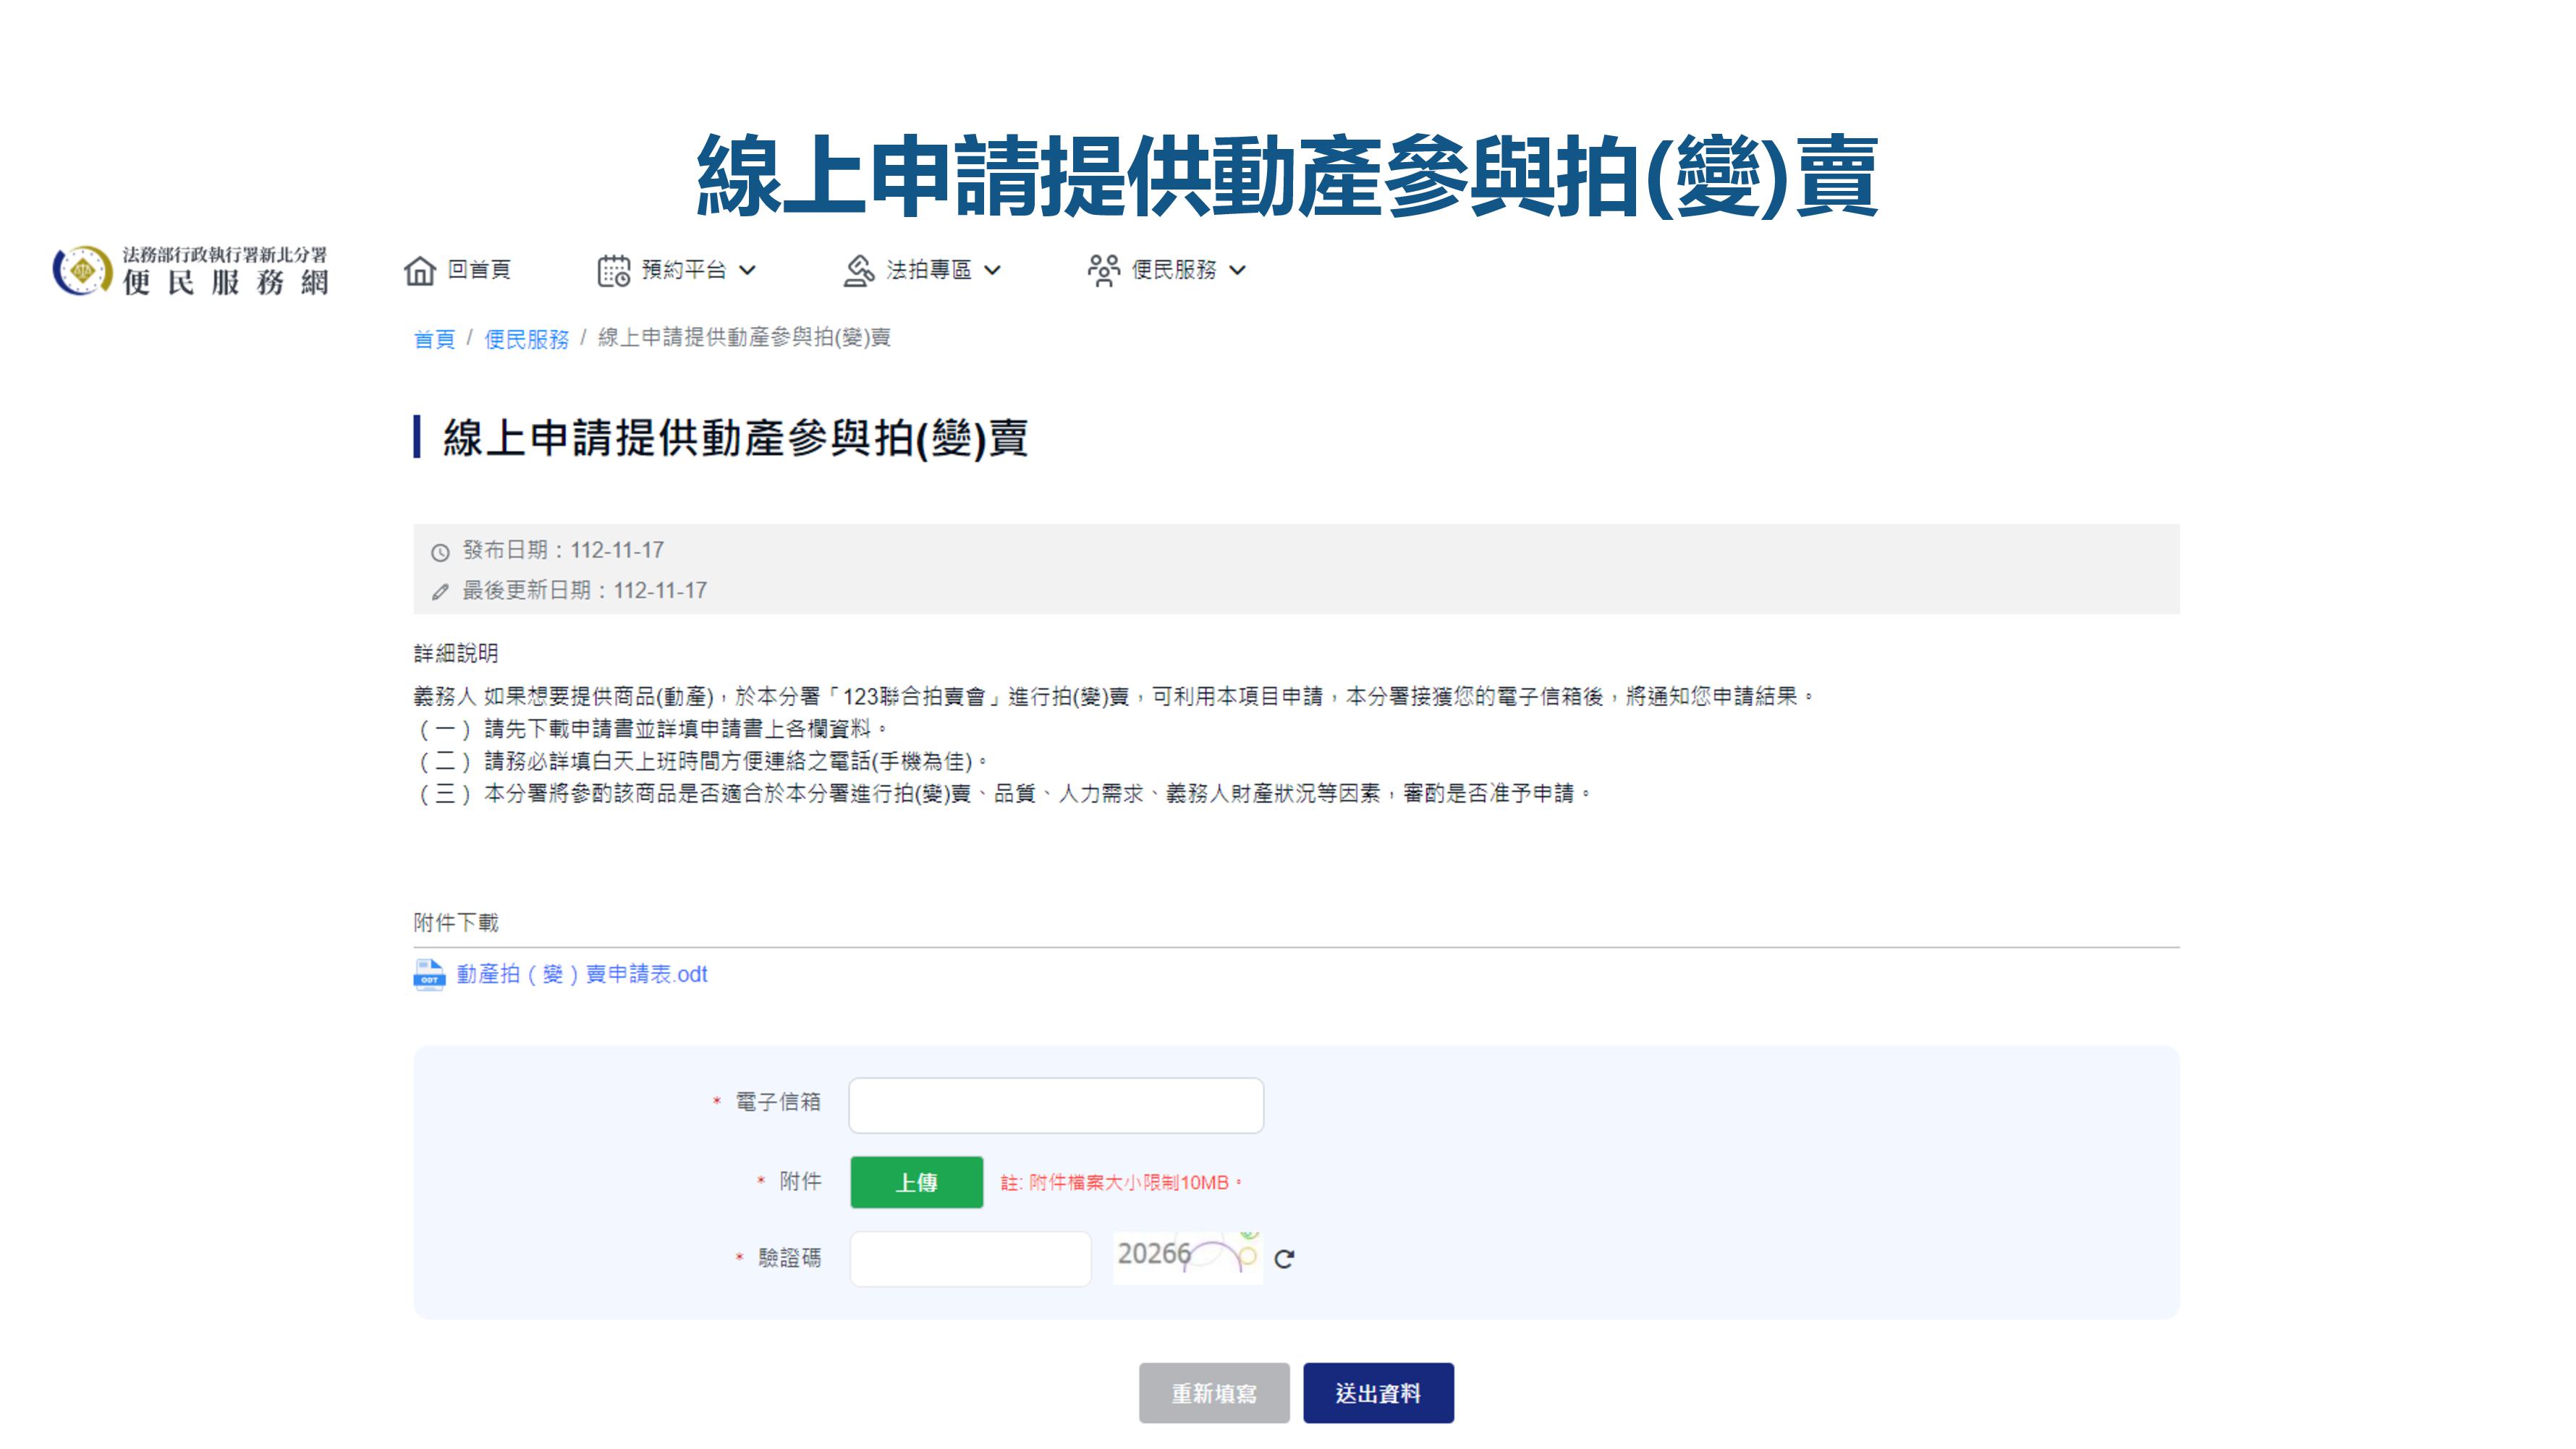 線上申請提供動產參與拍(變)賣
法務部行政執行署新北分署
便民服務網
回首頁
預約平台
法拍專區
便民服務
首頁 / 便民服務 / 線上申請提供動產參與拍(變)賣
線上申請提供動產參與拍(變)賣
發布日期：112-11-17
最後更新日期：112-11-17
詳細說明
義務人 如果想要提供商品(動產)，於本分署「123聯合拍賣會」進行拍(變)賣，可利用本項目申請，本分署接獲您的電子信箱後，將通知您申請結果。
（一） 請先下載申請書並詳填申請書上各欄資料。
（二） 請務必詳填白天上班時間方便連絡之電話(手機為佳)。
（三） 本分署將參酌該商品是否適合於本分署進行拍(變)賣、品質、人力需求、義務人財產狀況等因素，審酌是否准予申請。
附件下載
ODT 動產拍（變）賣申請表.odt
* 電子信箱
* 附件 上傳 註: 附件檔案大小限制10MB。
* 驗證碼 20266
重新填寫 送出資料